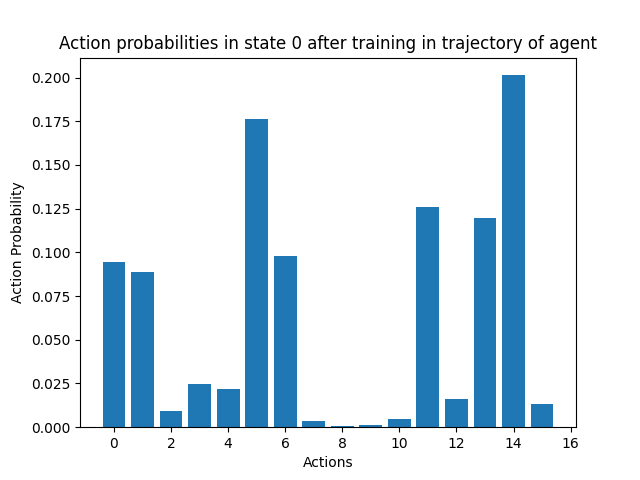 Action probabilities in state 0 after training in trajectory of agent
0.200
0.175
0.150
0.125
0.100
0.075
0.050
0.025
0.000
Action Probability
0 2 4 6 8 10 12 14 16
Actions